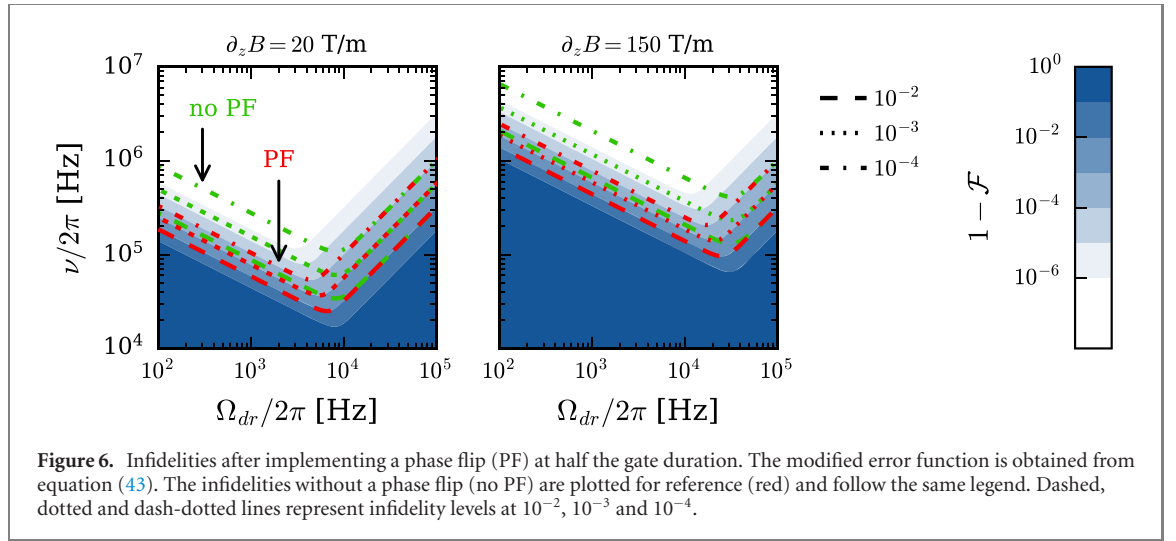 ∂zB = 20 T/m
∂zB = 150 T/m
10^7
10^6
10^5
10^4
ν/2π [Hz]
no PF
PF
10^2
10^3
10^4
10^5
Ω_dr/2π [Hz]
10^2
10^3
10^4
10^5
Ω_dr/2π [Hz]
10^−2
10^−3
10^−4
1 − F
10^0
10^−2
10^−4
10^−6
Figure 6. Infidelities after implementing a phase flip (PF) at half the gate duration. The modified error function is obtained from
equation (43). The infidelities without a phase flip (no PF) are plotted for reference (red) and follow the same legend. Dashed,
dotted and dash-dotted lines represent infidelity levels at 10^−2, 10^−3 and 10^−4.